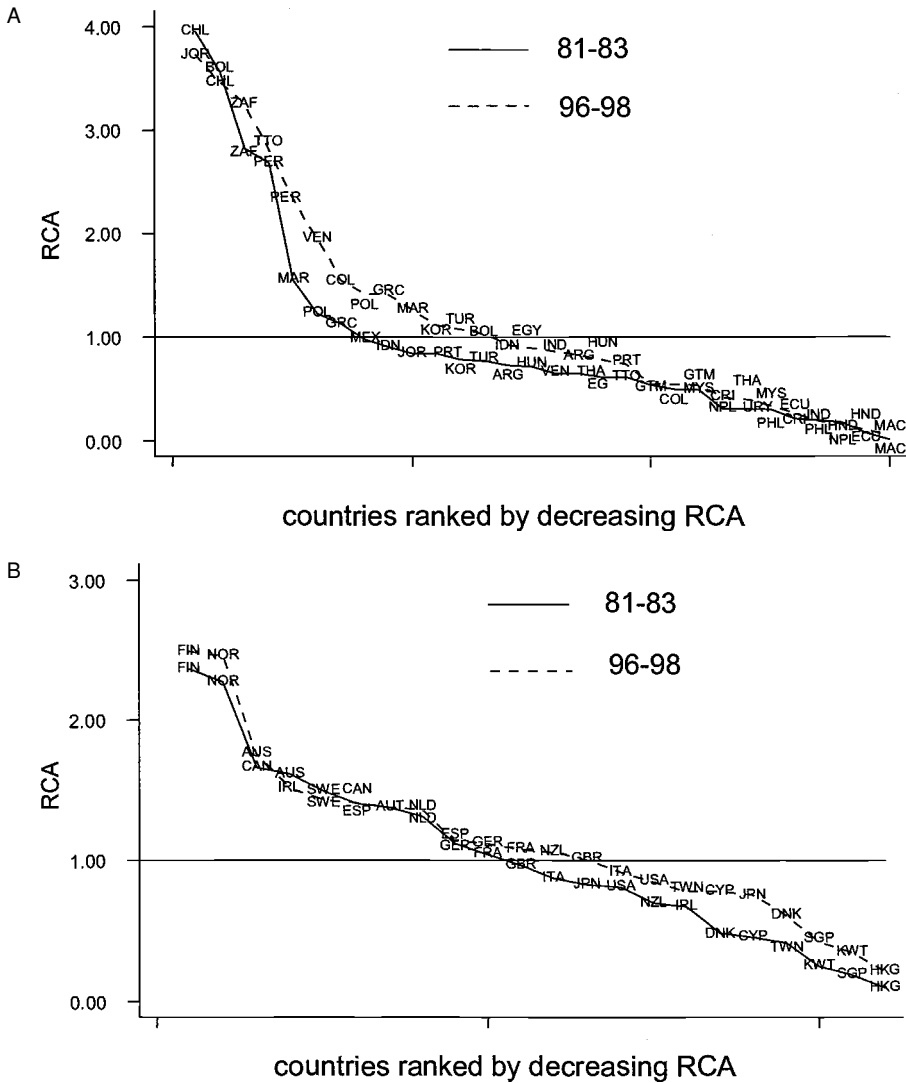 A
4.00
3.00
2.00
1.00
0.00
RCA
81-83
96-98
CHL
JOR
BOL
CHL
ZAF
TTO
ZAF
PER
PER
VEN
MAR
COL
POL
GRC
MAR
POL
GRC
MEX
KOR
TUR
BOL
EGY
IDN
IND
HUN
ARG
PRT
IDN
JOR
PRT
KOR
TUR
ARG
HUN
VEN
THA
EG
TTO
GTM
COL
GTM
MYS
CRI
THA
MYS
NPL
URY
ECU
PHL
CRI
IND
PHL
HND
HND
NPL
ECU
MAC
MAC
countries ranked by decreasing RCA
B
3.00
2.00
1.00
0.00
RCA
81-83
96-98
FIN
NOR
FIN
NOR
AUS
CAN
AUS
IRL
SWE
CAN
SWE
ESP
AUT
NLD
NLD
ESP
GER
GER
FRA
FRA
NZL
GBR
GBR
ITA
ITA
JPN
USA
USA
TWN
CYP
JPN
NZL
IRL
DNK
DNK
CYP
TWN
SGP
KWT
KWT
SGP
HKG
HKG
countries ranked by decreasing RCA